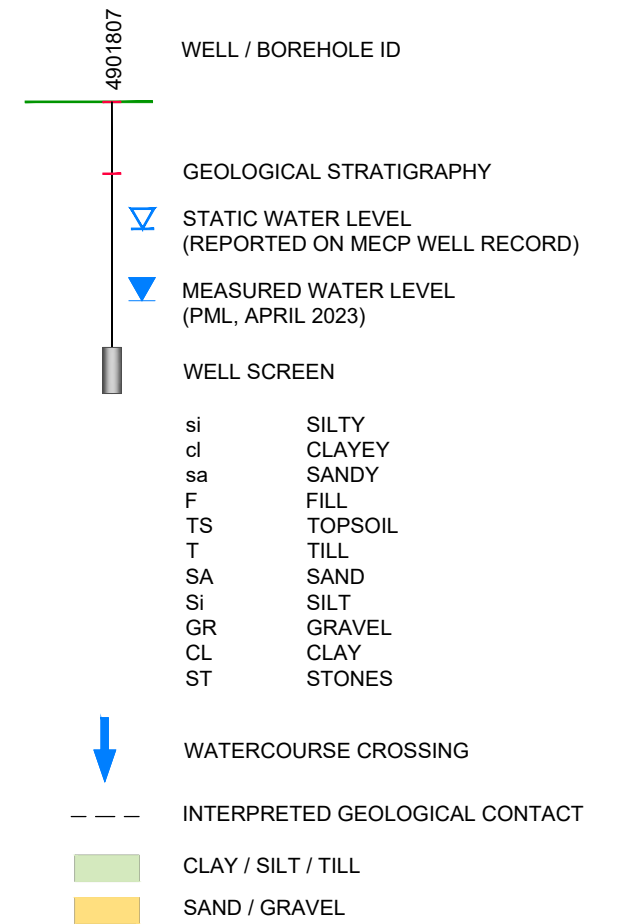 4901807
WELL / BOREHOLE ID
GEOLOGICAL STRATIGRAPHY
STATIC WATER LEVEL
(REPORTED ON MECP WELL RECORD)
MEASURED WATER LEVEL
(PML, APRIL 2023)
WELL SCREEN
si SILTY
cl CLAYEY
sa SANDY
F FILL
TS TOPSOIL
T TILL
SA SAND
Si SILT
GR GRAVEL
CL CLAY
ST STONES
WATERCOURSE CROSSING
INTERPRETED GEOLOGICAL CONTACT
CLAY / SILT / TILL
SAND / GRAVEL